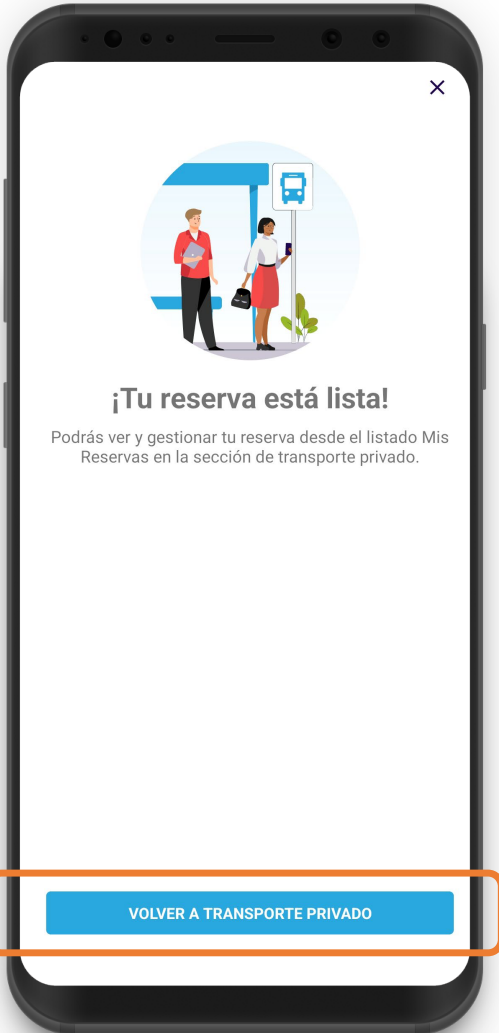 ¡Tu reserva está lista!
Podrás ver y gestionar tu reserva desde el listado Mis
Reservas en la sección de transporte privado.
VOLVER A TRANSPORTE PRIVADO